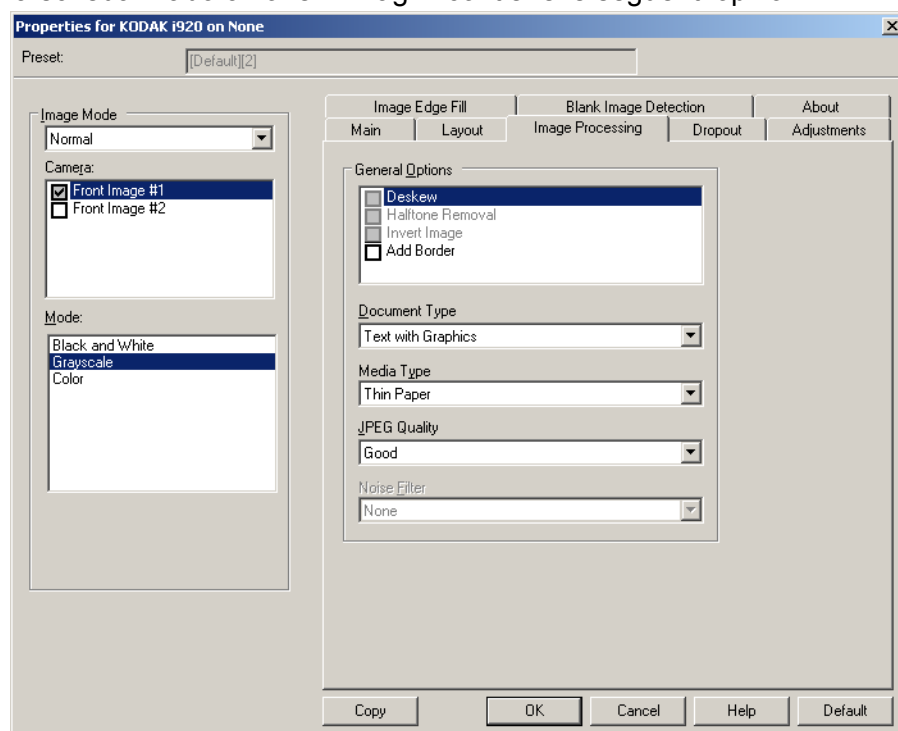 Properties for KODAK i920 on None
Preset:
[Default][2]
Image Mode
Normal
Camera:
Front Image #1
Front Image #2
Mode:
Black and White
Grayscale
Color
Image Edge Fill
Blank Image Detection
About
Main
Layout
Image Processing
Dropout
Adjustments
General Options
Deskew
Halftone Removal
Invert Image
Add Border
Document Type
Text with Graphics
Media Type
Thin Paper
JPEG Quality
Good
Noise Filter
None
Copy
OK
Cancel
Help
Default